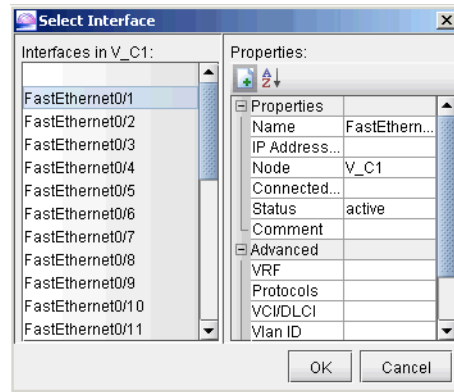 Select Interface
Interfaces in V_C1:
FastEthernet0/1
FastEthernet0/2
FastEthernet0/3
FastEthernet0/4
FastEthernet0/5
FastEthernet0/6
FastEthernet0/7
FastEthernet0/8
FastEthernet0/9
FastEthernet0/10
FastEthernet0/11
Properties:
Properties
Name FastEthern...
IP Address...
Node V_C1
Connected...
Status active
Comment
Advanced
VRF
Protocols
VCI/DLCI
Vlan ID
OK Cancel